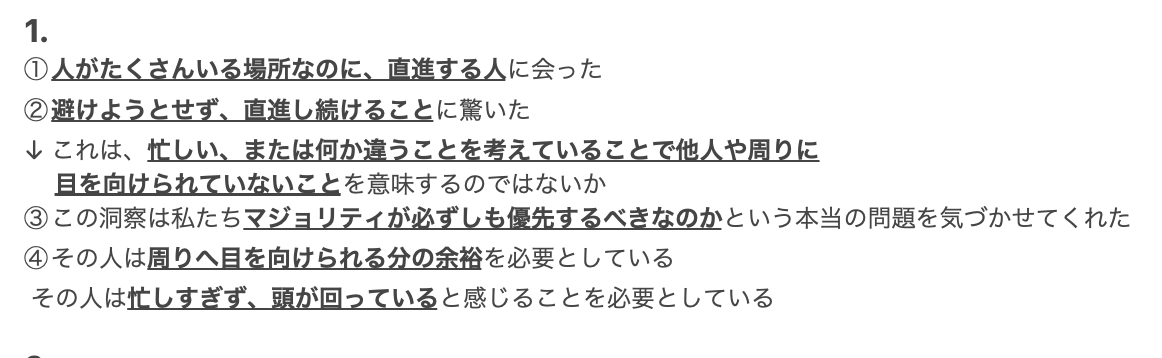 1.
①人がたくさんいる場所なのに、直進する人に会った
②避けようとせず、直進し続けることに驚いた
↓ これは、忙しい、または何か違うことを考えていることで他人や周りに
目を向けられていないことを意味するのではないか
③この洞察は私たちマジョリティが必ずしも優先するべきなのかという本当の問題を気づかせてくれた
④その人は周りへ目を向けられる分の余裕を必要としている
その人は忙しすぎず、頭が回っていると感じることを必要としている